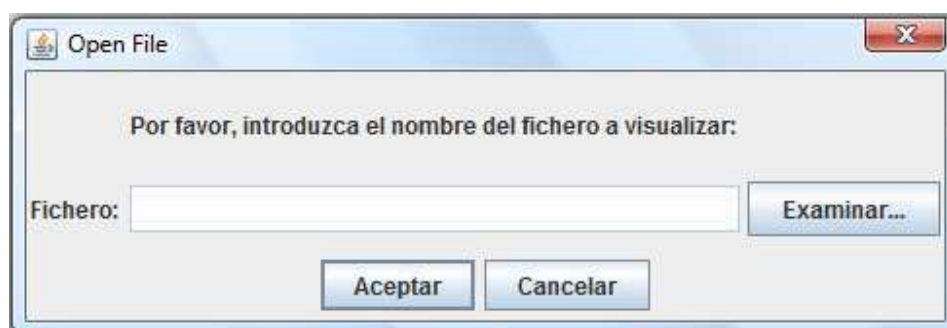 Open File
Por favor, introduzca el nombre del fichero a visualizar:
Fichero: Examinar...
Aceptar Cancelar